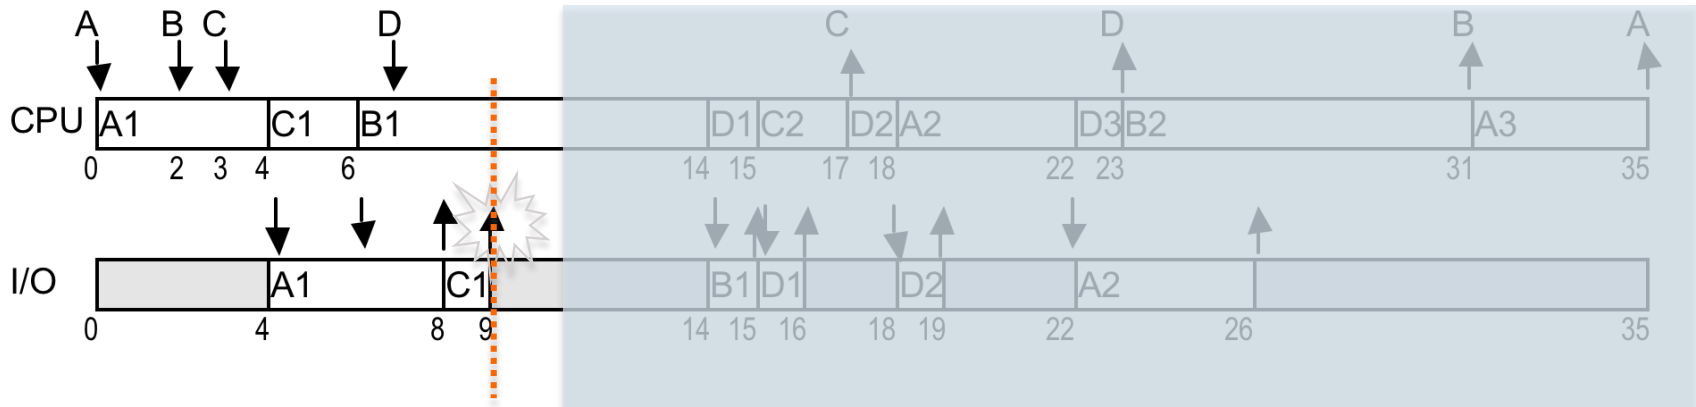 A B C D C D B A
CPU A1 C1 B1 D1 C2 D2 A2 D3 B2 A3
0 2 3 4 6 14 15 17 18 22 23 31 35
I/O A1 C1 B1 D1 D2 A2
0 4 8 9 14 15 16 18 19 22 26 35